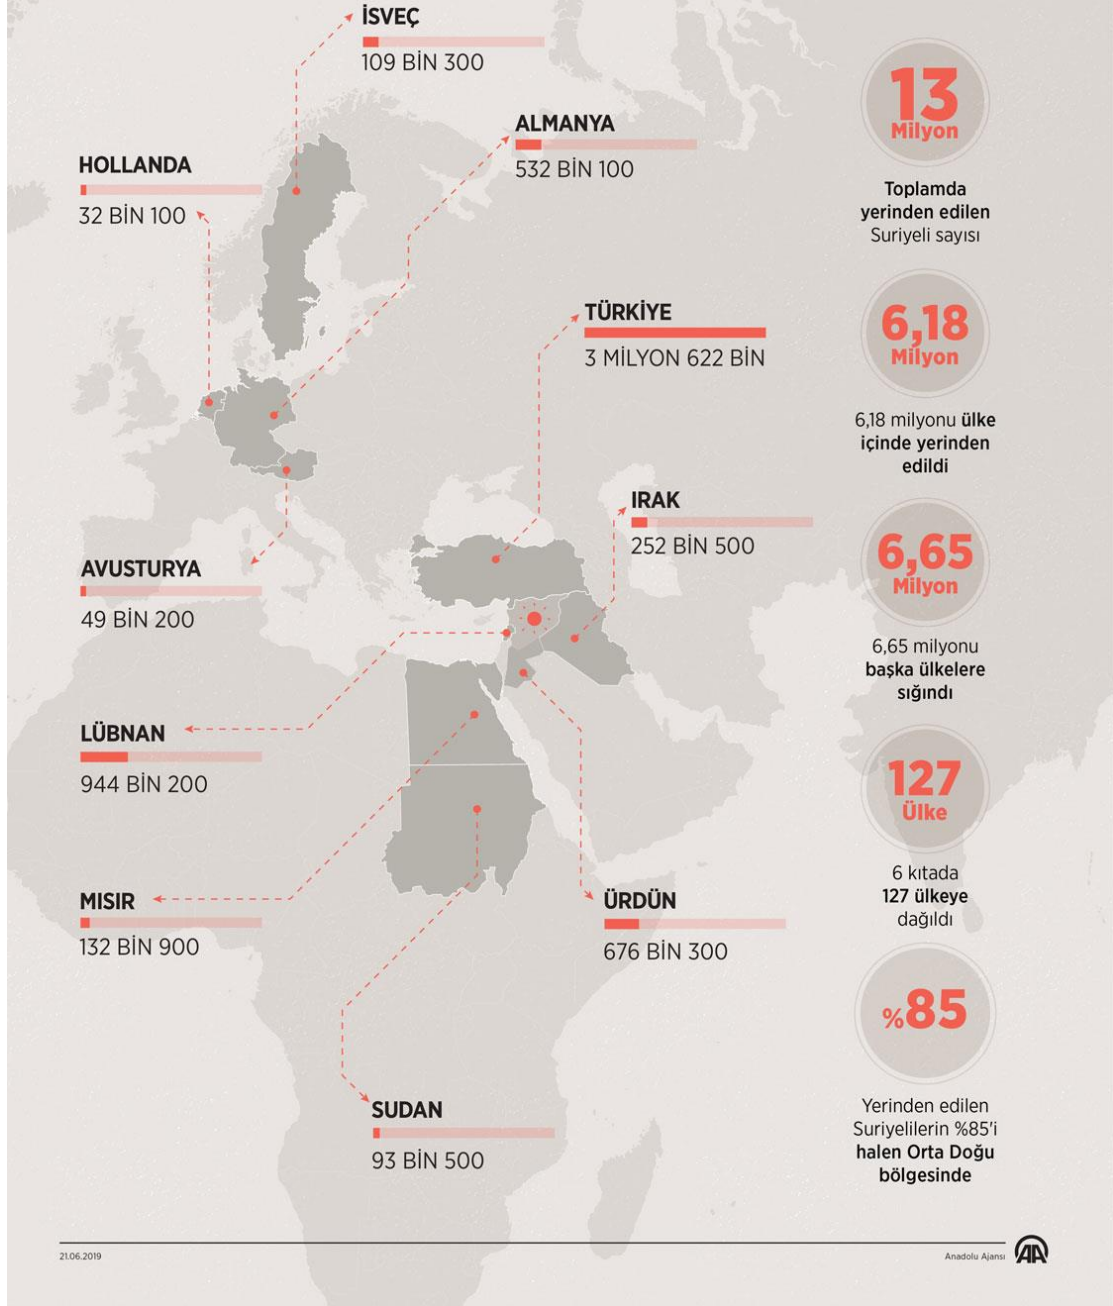 İSVEÇ
109 BİN 300
ALMANYA
532 BİN 100
HOLLANDA
32 BİN 100
TÜRKİYE
3 MİLYON 622 BİN
IRAK
252 BİN 500
AVUSTURYA
49 BİN 200
LÜBNAN
944 BİN 200
MISIR
132 BİN 900
ÜRDÜN
676 BİN 300
SUDAN
93 BİN 500
13
Milyon
Toplamda
yerinden edilen
Suriyeli sayısı
6,18
Milyon
6,18 milyonu ülke
içinde yerinden
edildi
6,65
Milyon
6,65 milyonu
başka ülkelere
sığındı
127
Ülke
6 kıtada
127 ülkeye
dağıldı
%85
Yerinden edilen
Suriyelilerin %85'i
halen Orta Doğu
bölgesinde
21.06.2019
Anadolu Ajansı
AA